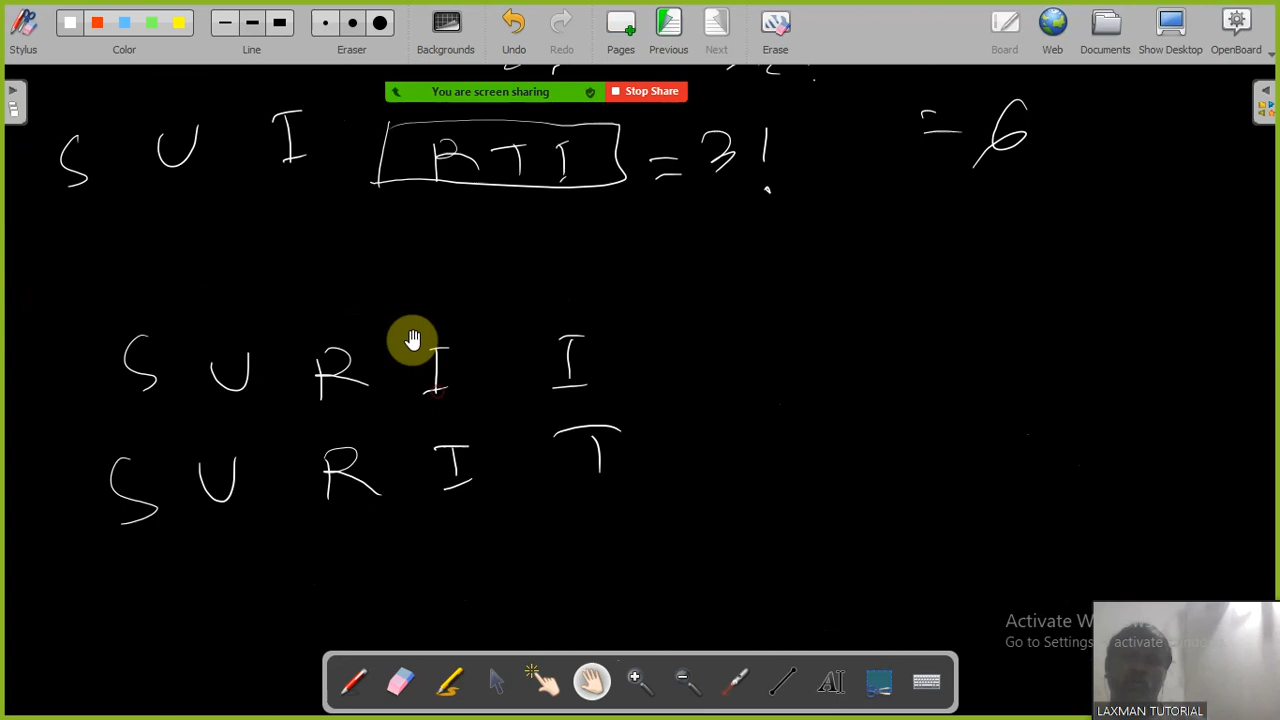 Stylus Color Line Eraser Backgrounds Undo Redo Pages Previous Next Erase Board Web Documents Show Desktop OpenBoard
You are screen sharing Stop Share
S U I R T I = 3! = 6
S U R I I
S U R I T
Activate W
Go to Settings activate
LAXMAN TUTORIAL